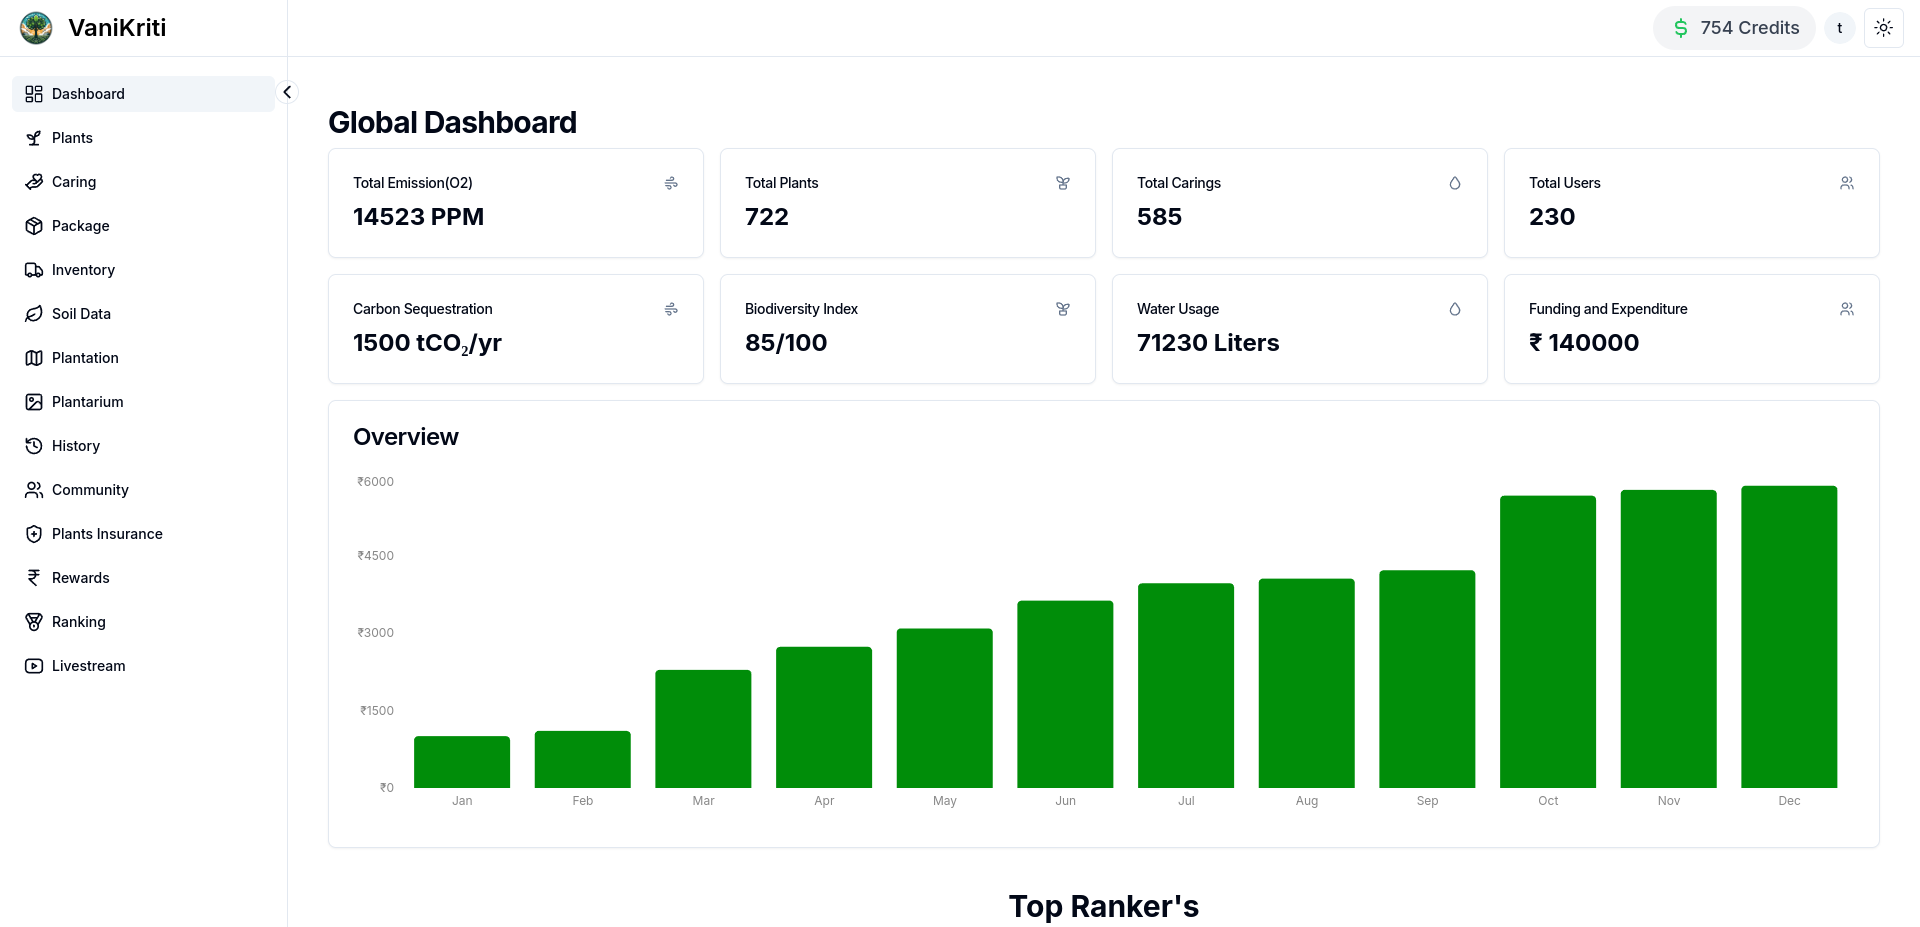 VaniKriti
754 Credits
t
Dashboard
Plants
Caring
Package
Inventory
Soil Data
Plantation
Plantarium
History
Community
Plants Insurance
Rewards
Ranking
Livestream
Global Dashboard
Total Emission(O2)
14523 PPM
Total Plants
722
Total Carings
585
Total Users
230
Carbon Sequestration
1500 tCO₂/yr
Biodiversity Index
85/100
Water Usage
71230 Liters
Funding and Expenditure
₹ 140000
Overview
₹6000
₹4500
₹3000
₹1500
₹0
Jan Feb Mar Apr May Jun Jul Aug Sep Oct Nov Dec
Top Ranker's